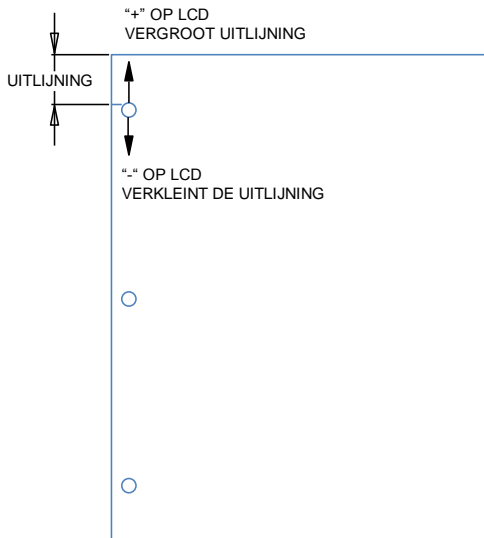 “+” OP LCD
VERGROOT UITLIJNING
UITLIJNING
“-“ OP LCD
VERKLEINT DE UITLIJNING